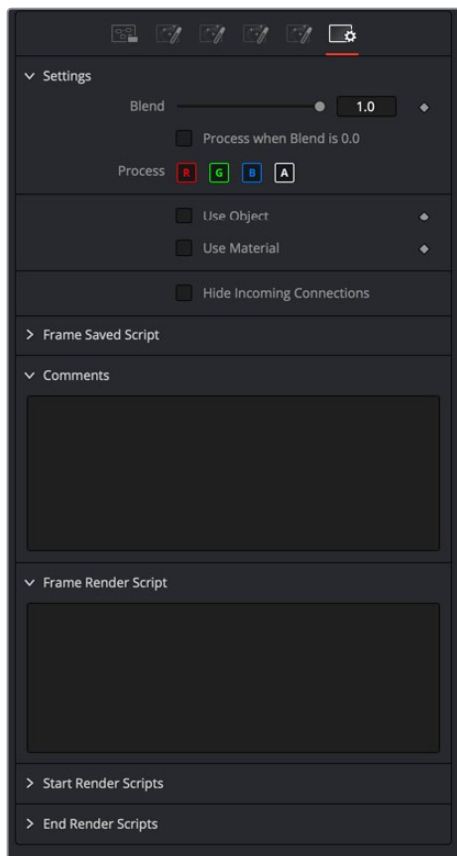 Settings
Blend 1.0
Process when Blend is 0.0
Process R G B A
Use Object
Use Material
Hide Incoming Connections
Frame Saved Script
Comments
Frame Render Script
Start Render Scripts
End Render Scripts